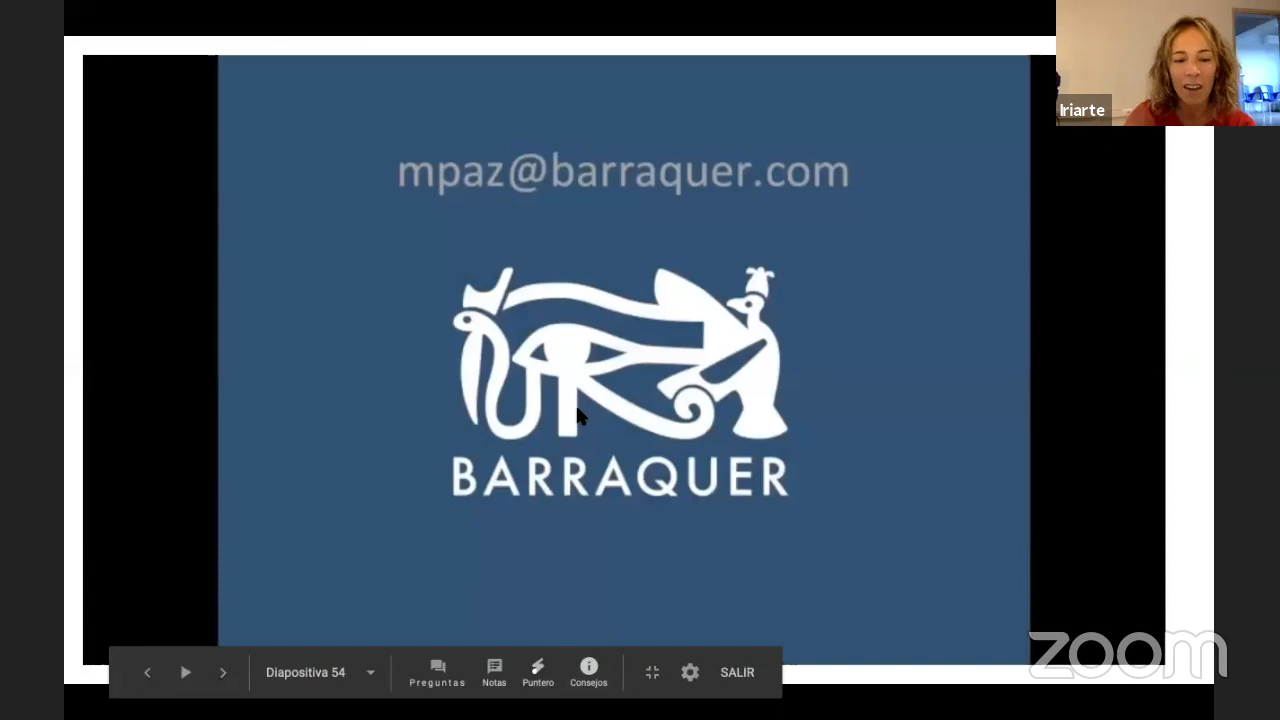 Iriarte
mpaz@barraquer.com
BARRAQUER
Diapositiva 54
Preguntas
Notas
Puntero
Consejos
SALIR
zoom